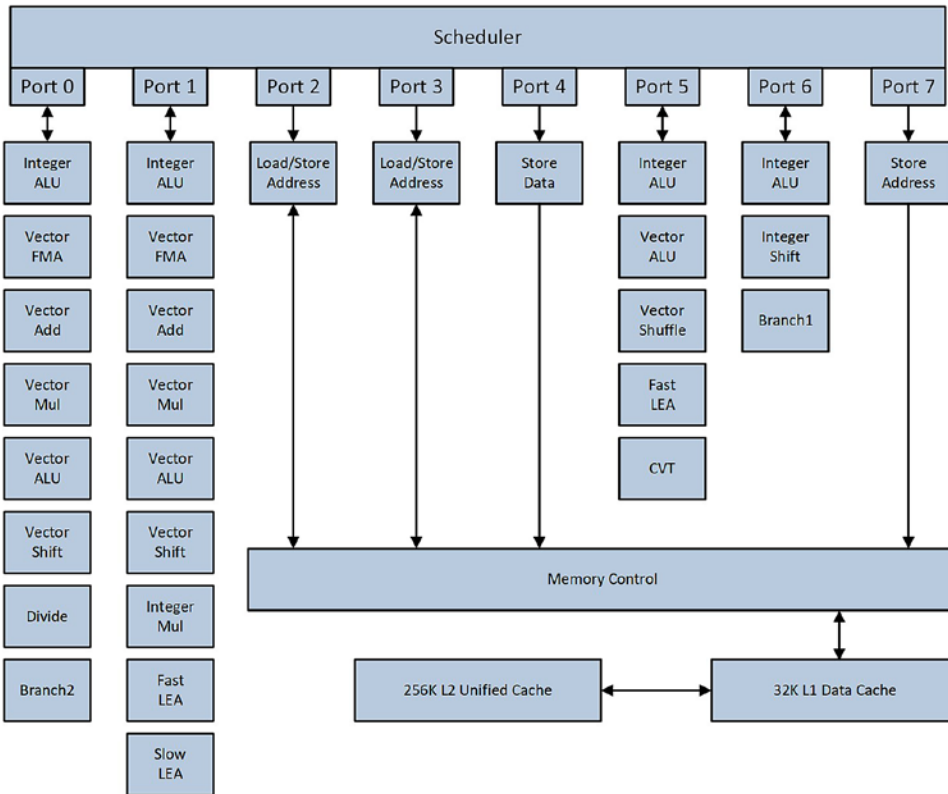 Scheduler
Port 0
Port 1
Port 2
Port 3
Port 4
Port 5
Port 6
Port 7
Integer
ALU
Vector
FMA
Vector
Add
Vector
Mul
Vector
ALU
Vector
Shift
Divide
Branch2
Integer
ALU
Vector
FMA
Vector
Add
Vector
Mul
Vector
ALU
Vector
Shift
Integer
Mul
Fast
LEA
Slow
LEA
Load/Store
Address
Load/Store
Address
Store
Data
Integer
ALU
Vector
ALU
Vector
Shuffle
Fast
LEA
CVT
Integer
ALU
Integer
Shift
Branch1
Store
Address
Memory Control
256K L2 Unified Cache
32K L1 Data Cache